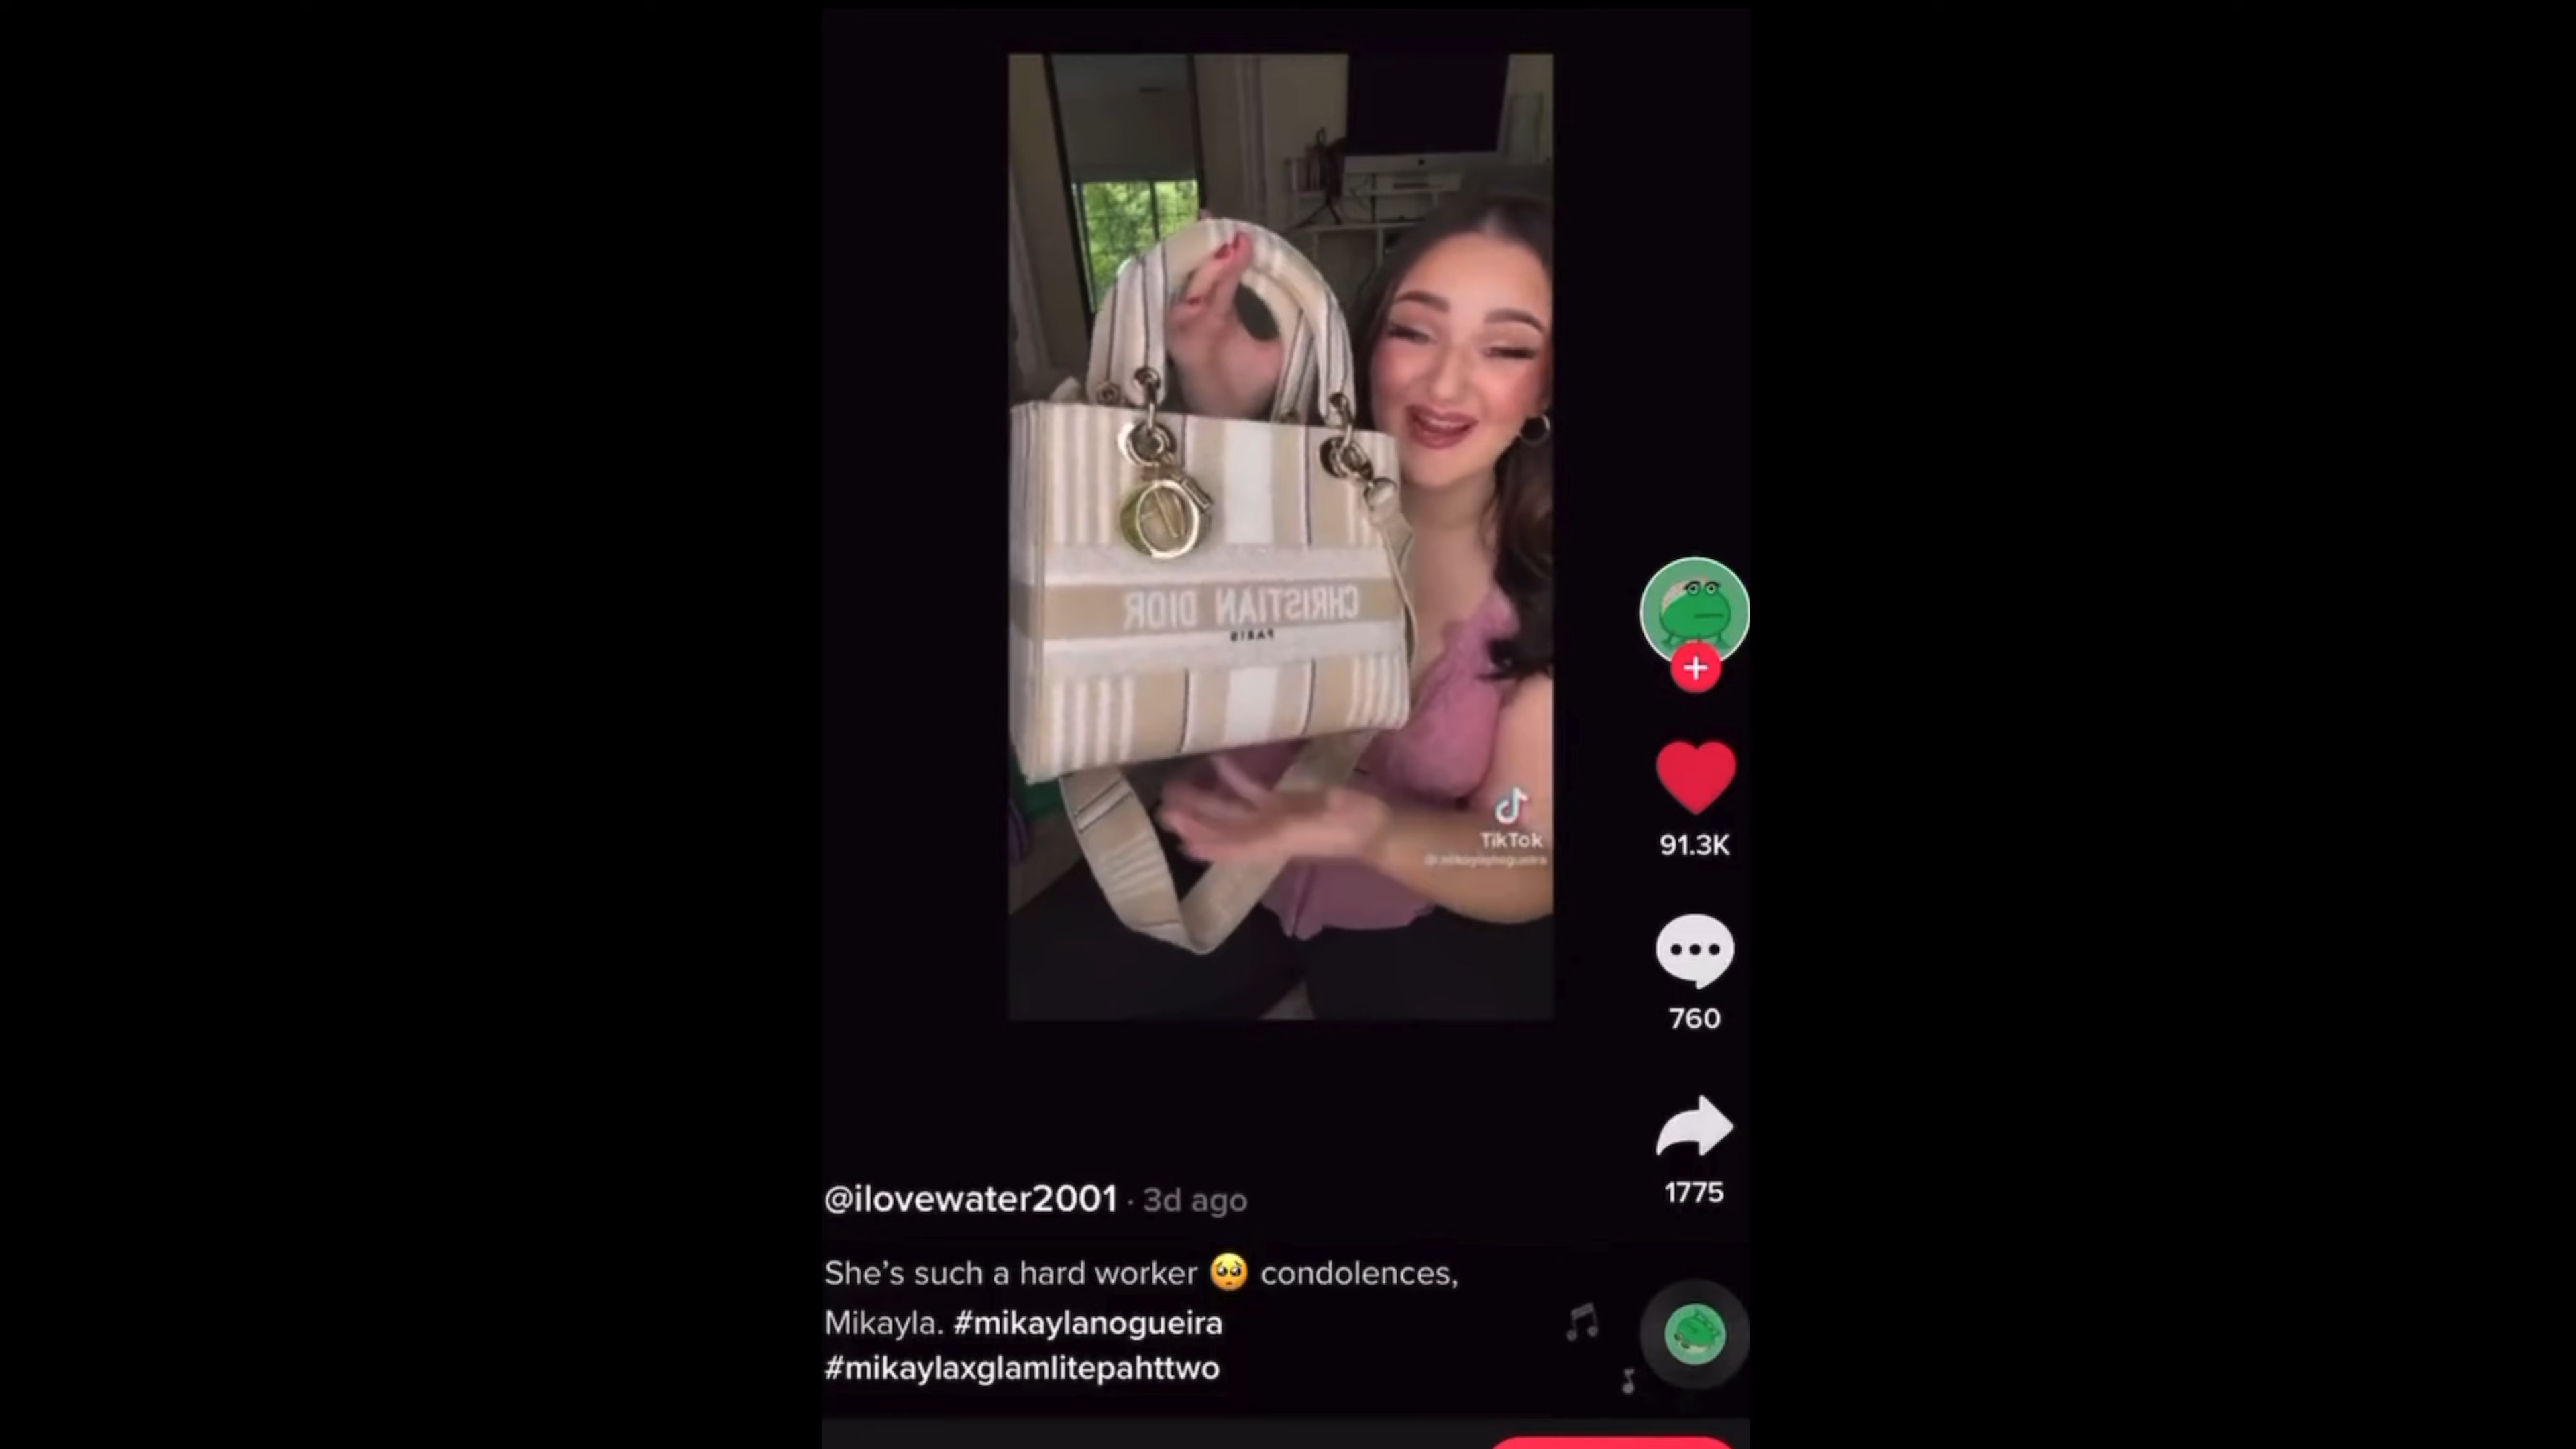 CHRISTIAN DIOR
PARIS
TikTok
@mikaylanogueira
91.3K
760
1775
@ilovewater2001 · 3d ago
She's such a hard worker 🥺 condolences,
Mikayla. #mikaylanogueira
#mikaylaxglamlitepahttwo